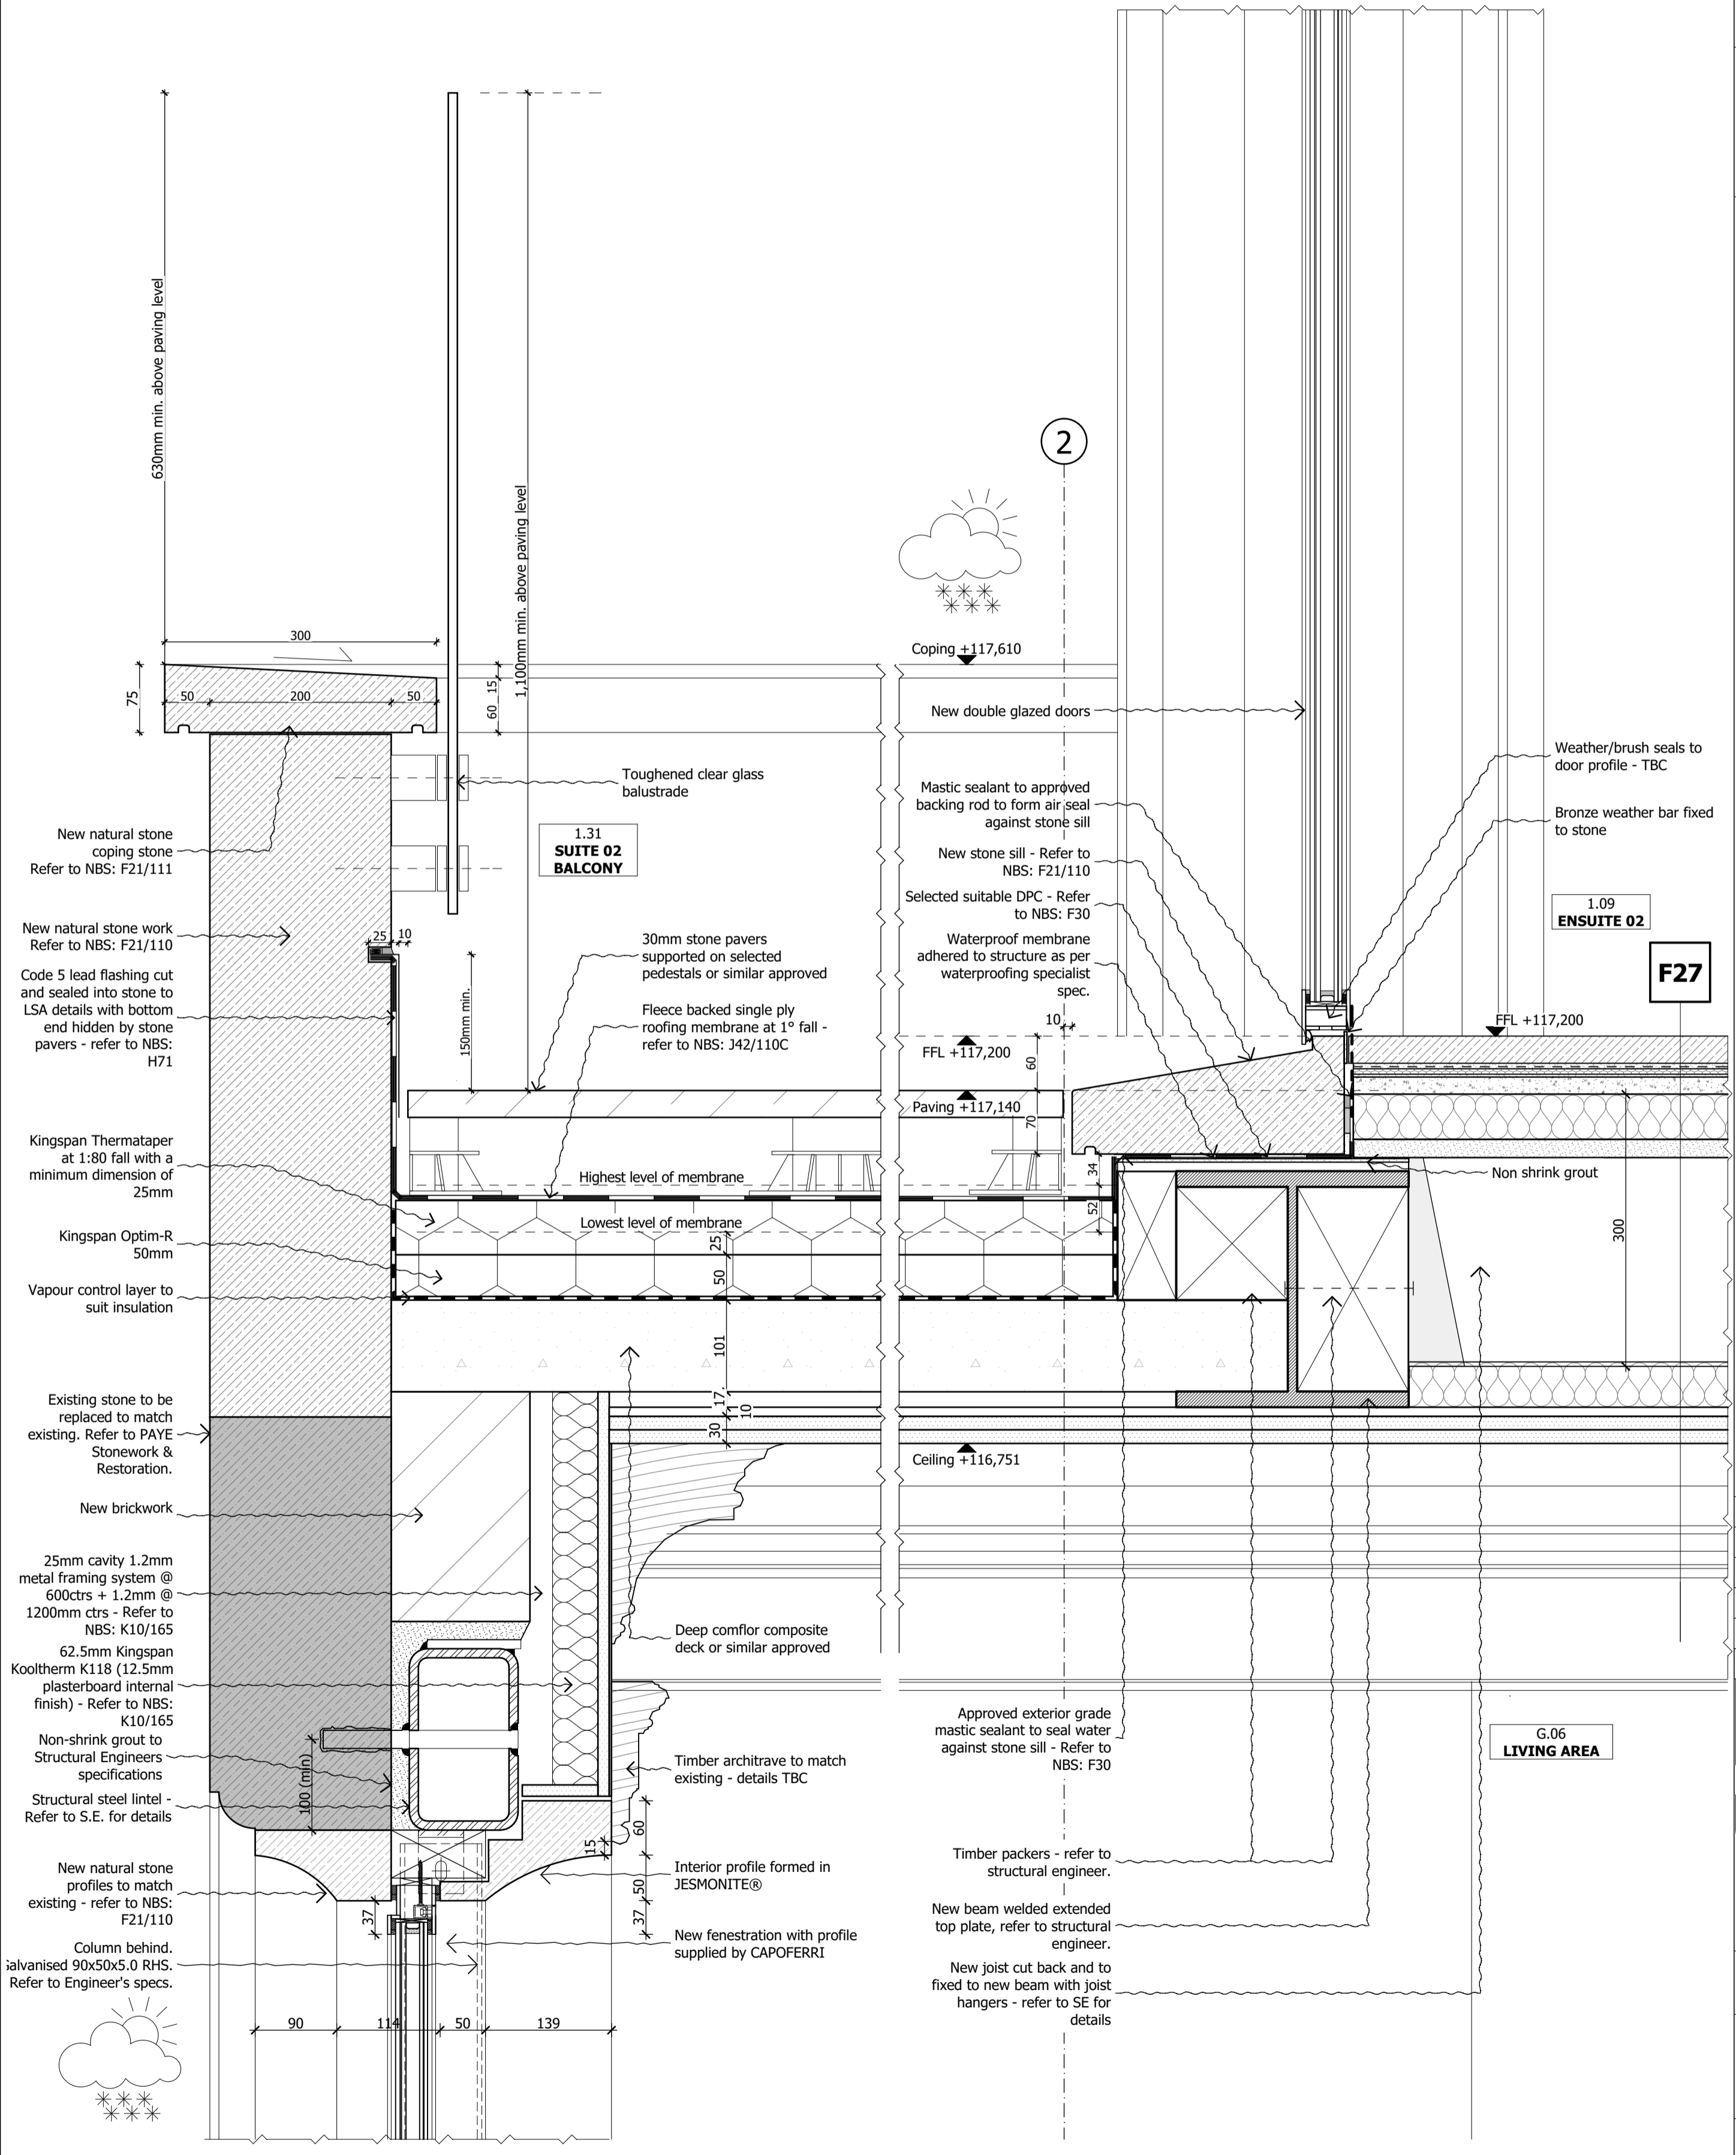 630mm min. above paving level
1,100mm min. above paving level
2
300
Coping +117,610
75
50
200
50
15
60
New double glazed doors
Toughened clear glass
balustrade
1.31
SUITE 02
BALCONY
Weather/brush seals to
door profile - TBC
Bronze weather bar fixed
to stone
Mastic sealant to approved
backing rod to form air seal
against stone sill
New stone sill - Refer to
NBS: F21/110
Selected suitable DPC - Refer
to NBS: F30
Waterproof membrane
adhered to structure as per
waterproofing specialist
spec.
1.09
ENSUITE 02
F27
New natural stone
coping stone
Refer to NBS: F21/111
New natural stone work
Refer to NBS: F21/110
Code 5 lead flashing cut
and sealed into stone to
LSA details with bottom
end hidden by stone
pavers - refer to NBS:
H71
25
10
150mm min.
30mm stone pavers
supported on selected
pedestals or similar approved
Fleece backed single ply
roofing membrane at 1° fall -
refer to NBS: J42/110C
10
FFL +117,200
FFL +117,200
60
Paving +117,140
70
34
52
Highest level of membrane
Lowest level of membrane
Non shrink grout
300
Kingspan Thermataper
at 1:80 fall with a
minimum dimension of
25mm
Kingspan Optim-R
50mm
Vapour control layer to
suit insulation
25
50
101
17
10
30
Ceiling +116,751
Existing stone to be
replaced to match
existing. Refer to PAYE
Stonework &
Restoration.
New brickwork
25mm cavity 1.2mm
metal framing system @
600ctrs + 1.2mm @
1200mm ctrs - Refer to
NBS: K10/165
62.5mm Kingspan
Kooltherm K118 (12.5mm
plasterboard internal
finish) - Refer to NBS:
K10/165
Non-shrink grout to
Structural Engineers
specifications
Structural steel lintel -
Refer to S.E. for details
New natural stone
profiles to match
existing - refer to NBS:
F21/110
Column behind.
Galvanised 90x50x5.0 RHS.
Refer to Engineer's specs.
100 (min)
Deep comflor composite
deck or similar approved
Timber architrave to match
existing - details TBC
Interior profile formed in
JESMONITE®
New fenestration with profile
supplied by CAPOFERRI
15
60
50
37
37
90
114
50
139
Approved exterior grade
mastic sealant to seal water
against stone sill - Refer to
NBS: F30
G.06
LIVING AREA
Timber packers - refer to
structural engineer.
New beam welded extended
top plate, refer to structural
engineer.
New joist cut back and to
fixed to new beam with joist
hangers - refer to SE for
details